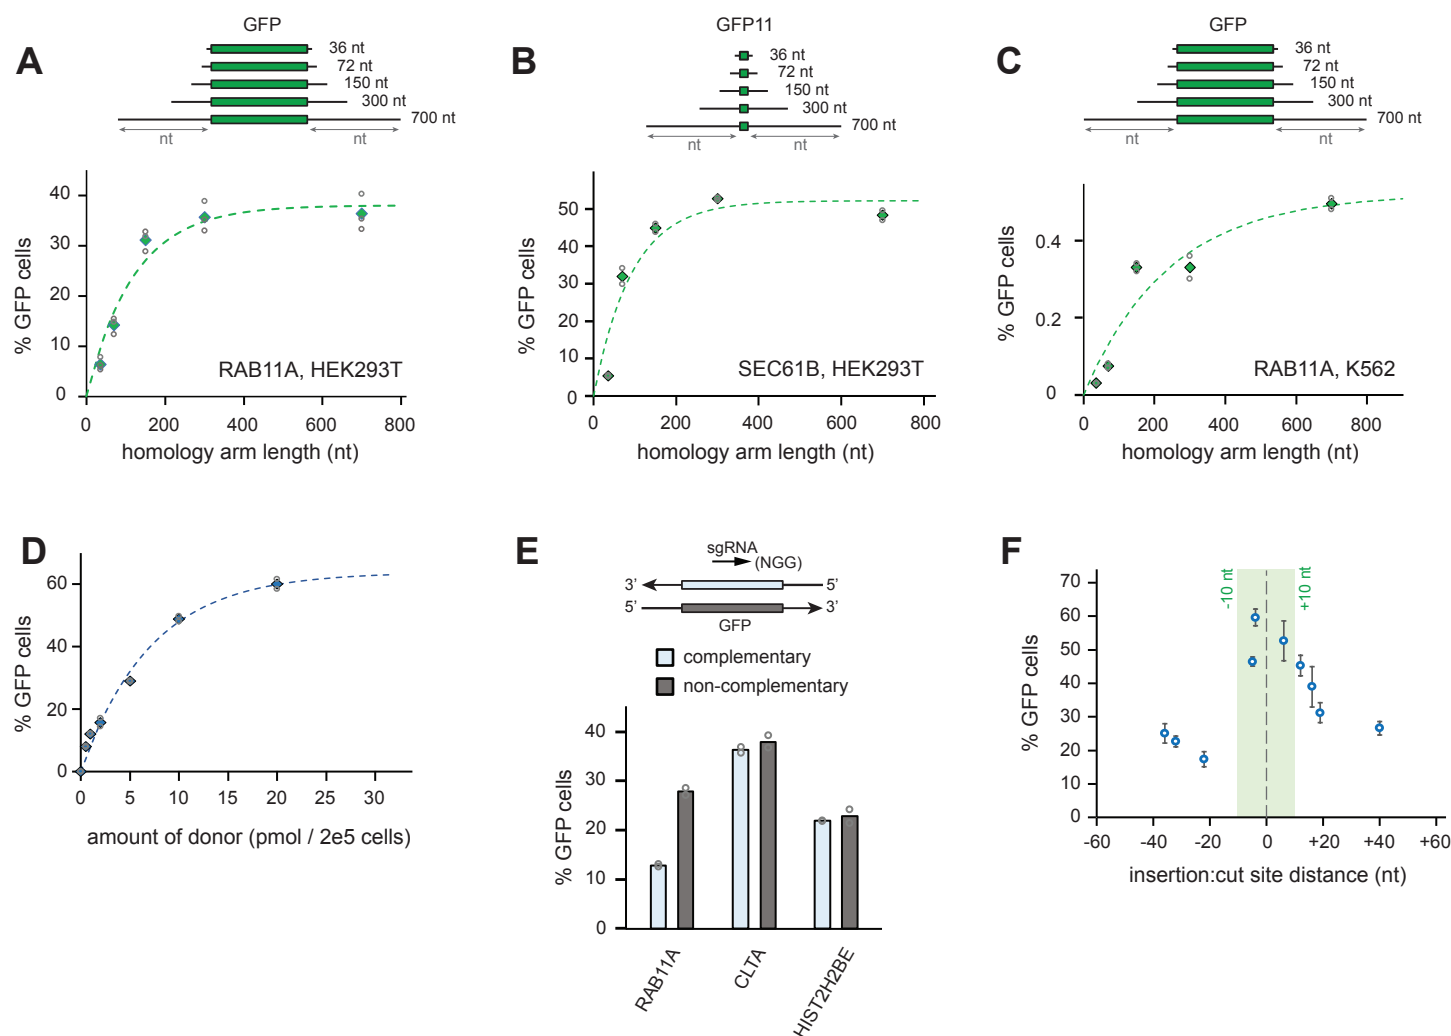 A
GFP
36 nt
72 nt
150 nt
300 nt
700 nt
nt
nt
% GFP cells
40
30
20
10
0
RAB11A, HEK293T
0 200 400 600 800
homology arm length (nt)
B
GFP11
36 nt
72 nt
150 nt
300 nt
700 nt
nt
nt
% GFP cells
50
40
30
20
10
0
SEC61B, HEK293T
0 200 400 600 800
homology arm length (nt)
C
GFP
36 nt
72 nt
150 nt
300 nt
700 nt
nt
nt
% GFP cells
0.4
0.2
0
RAB11A, K562
0 200 400 600 800
homology arm length (nt)
D
% GFP cells
60
40
20
0
0 5 10 15 20 25 30
amount of donor (pmol / 2e5 cells)
E
sgRNA
(NGG)
3’ 5’
5’ 3’
GFP
complementary
non-complementary
% GFP cells
40
30
20
10
0
RAB11A
CLTA
HIST2H2BE
F
-10 nt
+10 nt
% GFP cells
70
60
50
40
30
20
10
0
-60 -40 -20 0 +20 +40 +60
insertion:cut site distance (nt)